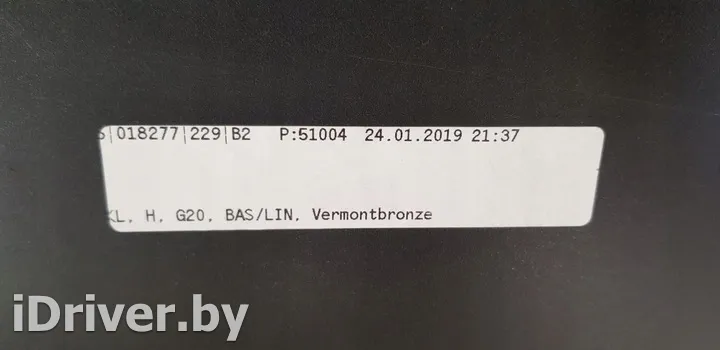 |018277|229|B2 P:51004 24.01.2019 21:37
KL, H, G20, BAS/LIN, Vermontbronze
iDriver.by